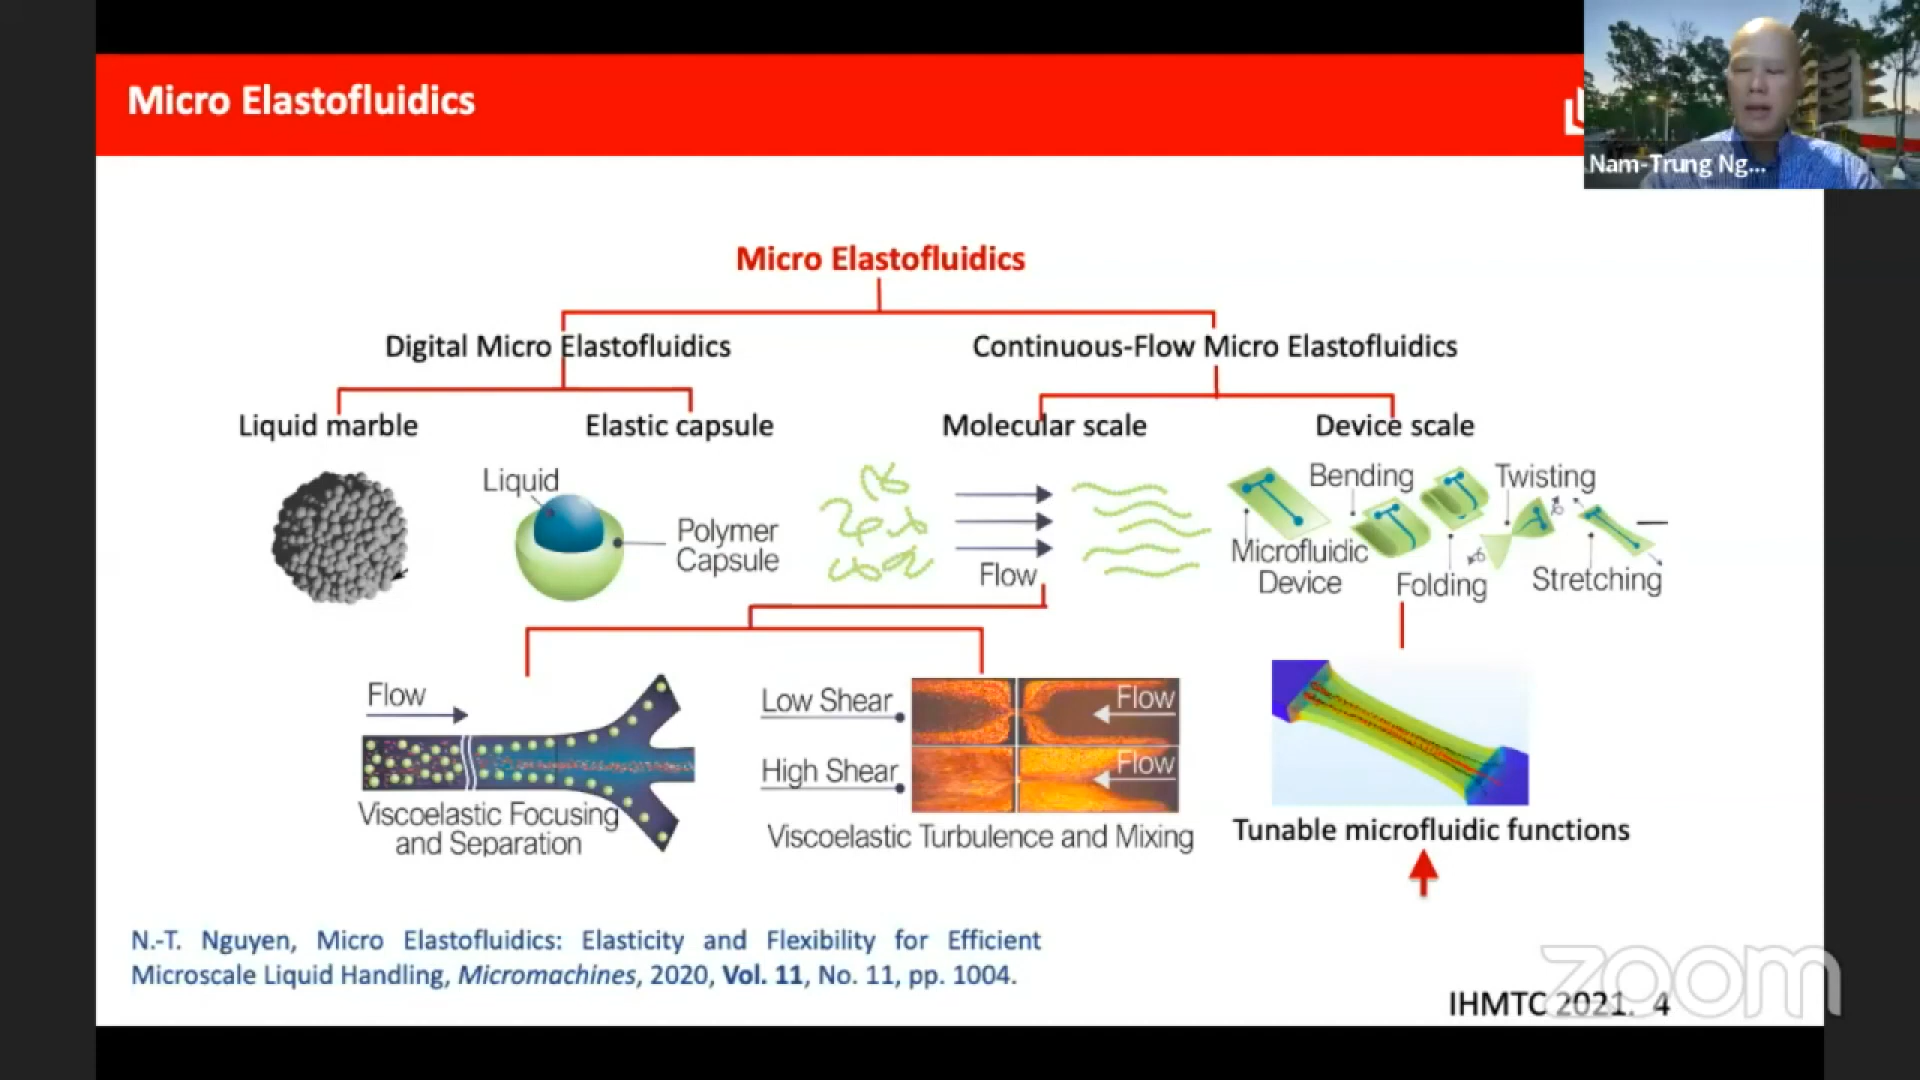 Micro Elastofluidics
Nam-Trung Ng...
Micro Elastofluidics
Digital Micro Elastofluidics
Continuous-Flow Micro Elastofluidics
Liquid marble
Elastic capsule
Molecular scale
Device scale
Liquid
Polymer
Capsule
Flow
Bending
Twisting
Microfluidic
Device
Folding
Stretching
Flow
Viscoelastic Focusing
and Separation
Low Shear
Flow
High Shear
Flow
Viscoelastic Turbulence and Mixing
Tunable microfluidic functions
N.-T. Nguyen, Micro Elastofluidics: Elasticity and Flexibility for Efficient
Microscale Liquid Handling, Micromachines, 2020, Vol. 11, No. 11, pp. 1004.
zoom
IHMTC 2021. 4